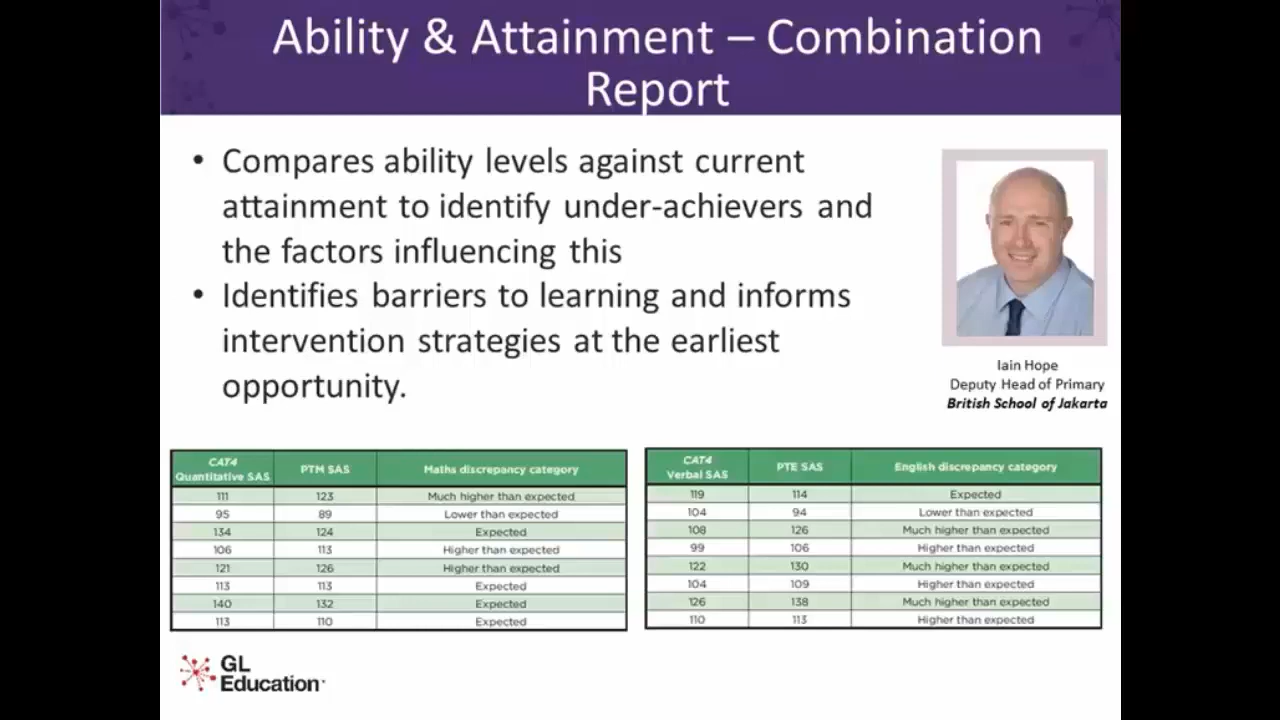 Ability & Attainment – Combination
Report
• Compares ability levels against current
attainment to identify under-achievers and
the factors influencing this
• Identifies barriers to learning and informs
intervention strategies at the earliest
opportunity.
Iain Hope
Deputy Head of Primary
British School of Jakarta
CAT4
Quantitative SAS PTM SAS Maths discrepancy category
111 123 Much higher than expected
95 89 Lower than expected
134 124 Expected
106 113 Higher than expected
121 126 Higher than expected
113 113 Expected
140 132 Expected
113 110 Expected
CAT4
Verbal SAS PTE SAS English discrepancy category
119 114 Expected
104 94 Lower than expected
108 126 Much higher than expected
99 106 Higher than expected
122 130 Much higher than expected
104 109 Higher than expected
126 138 Much higher than expected
110 113 Higher than expected
GL
Education